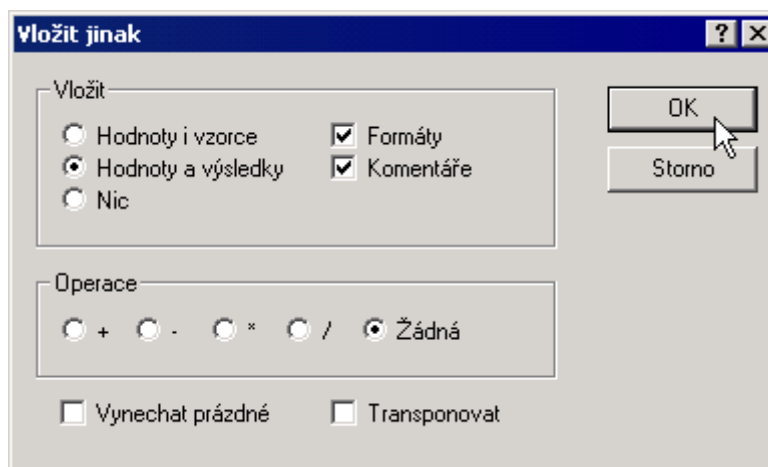 Vložit jinak
Vložit
Hodnoty i vzorce
Formáty
Hodnoty a výsledky
Komentáře
Nic
OK
Storno
Operace
+ - * / Žádná
Vynechat prázdné
Transponovat